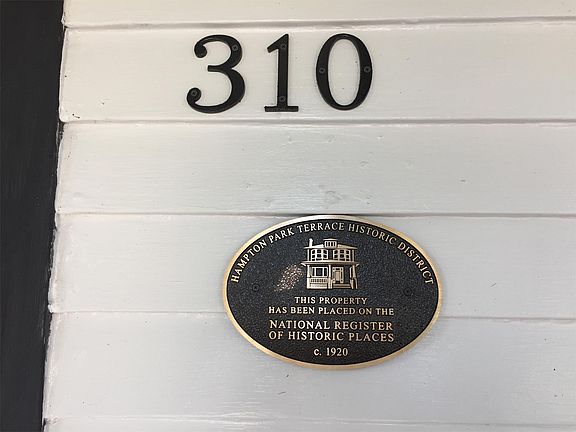 310
HAMPTON PARK TERRACE HISTORIC DISTRICT
THIS PROPERTY
HAS BEEN PLACED ON THE
NATIONAL REGISTER
OF HISTORIC PLACES
c. 1920